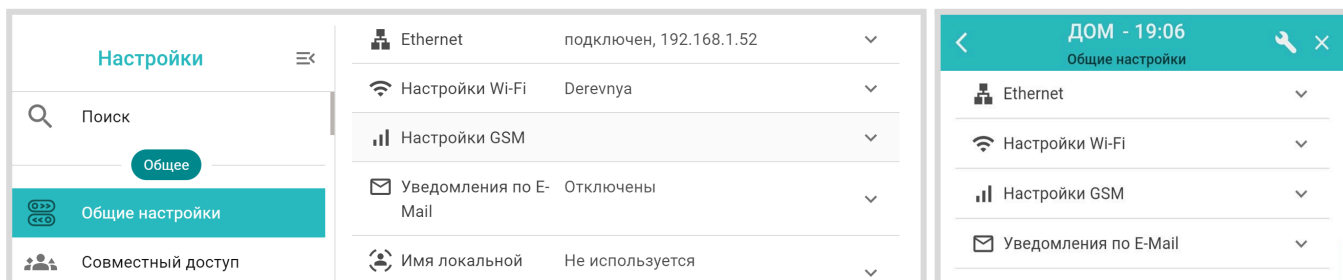 Настройки
Поиск
Общее
Общие настройки
Совместный доступ
Ethernet подключен, 192.168.1.52
Настройки Wi-Fi Derevnya
Настройки GSM
Уведомления по E- Отключены
Mail
Имя локальной Не используется
ДОМ - 19:06
Общие настройки
Ethernet
Настройки Wi-Fi
Настройки GSM
Уведомления по E-Mail